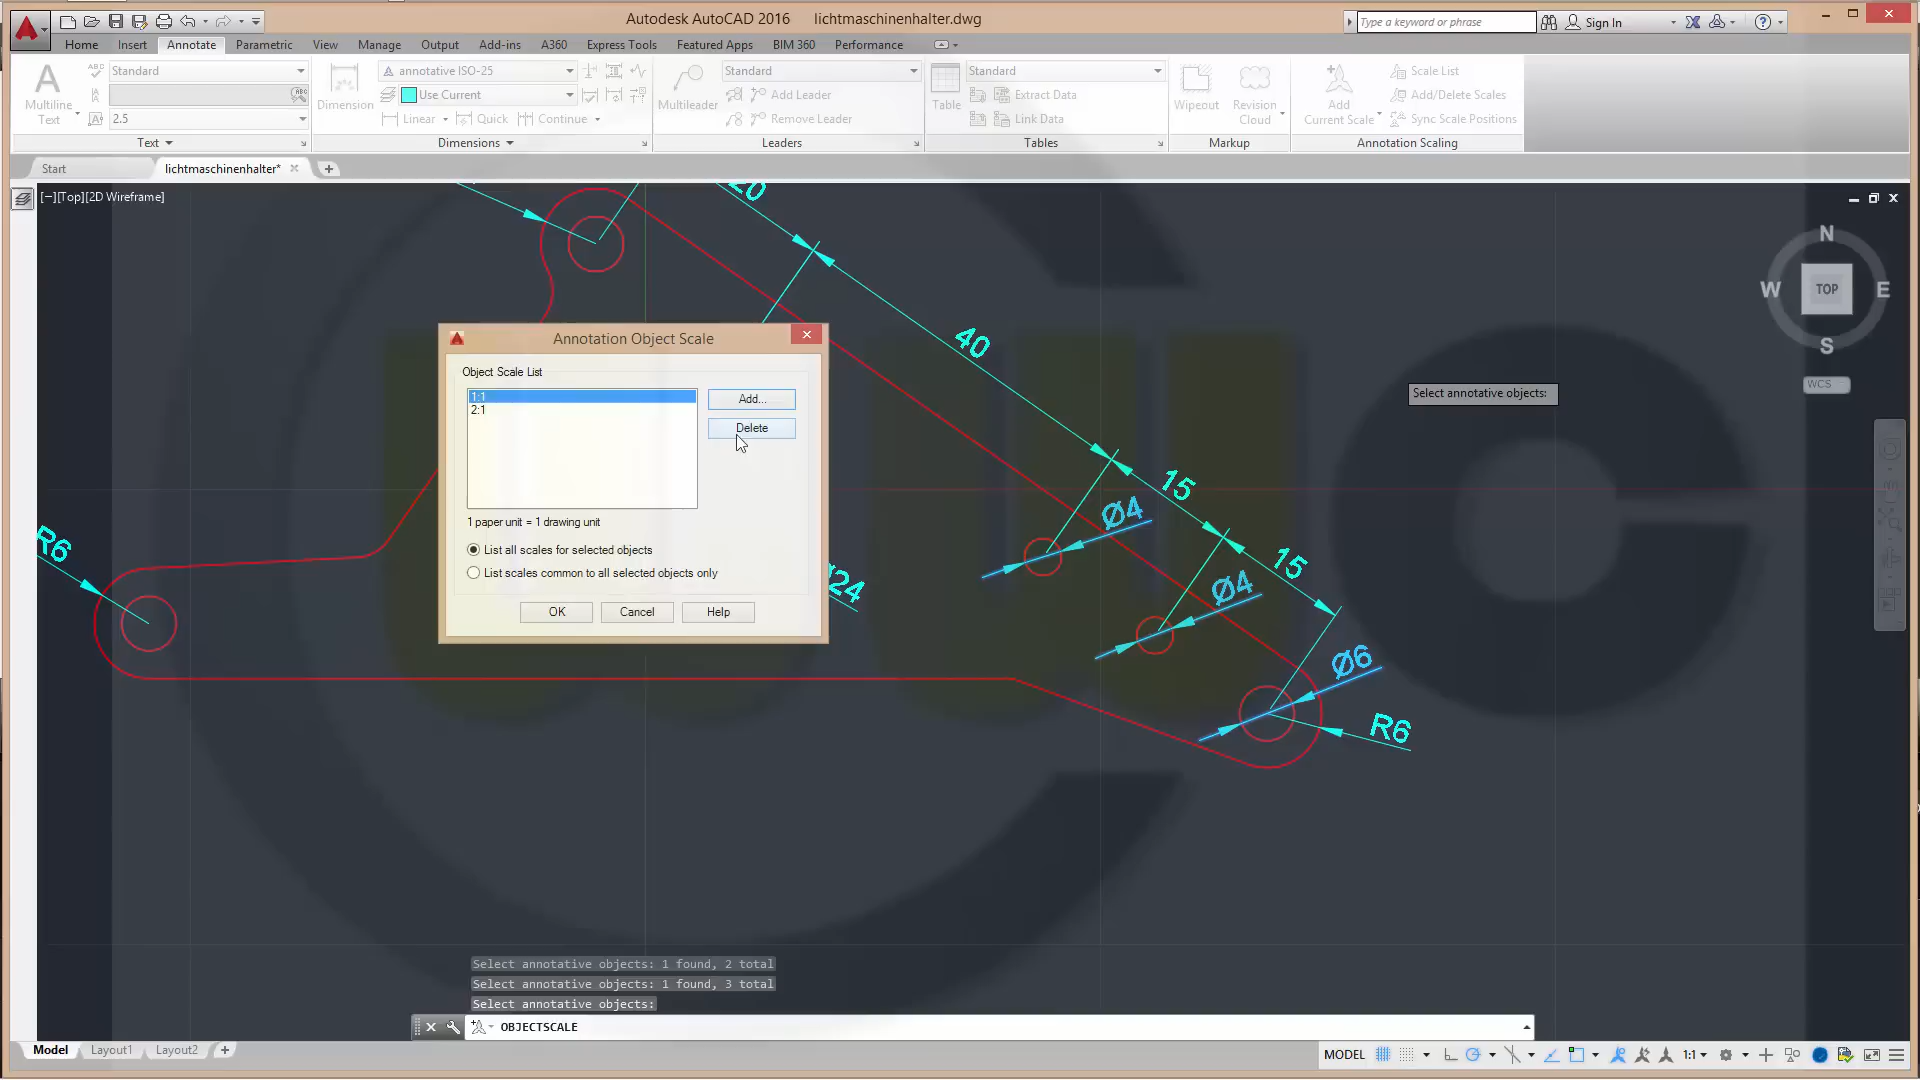 Autodesk AutoCAD 2016 lichtmaschinenhalter.dwg
Type a keyword or phrase
Sign In
Home Insert Annotate Parametric View Manage Output Add-ins A360 Express Tools Featured Apps BIM 360 Performance
Multiline Text
Standard
2.5
Text
Dimension
annotative ISO-25
Use Current
Linear Quick Continue
Dimensions
Multileader
Standard
Add Leader
Remove Leader
Leaders
Table
Standard
Extract Data
Link Data
Tables
Wipeout
Revision Cloud
Markup
Add Current Scale
Scale List
Add/Delete Scales
Sync Scale Positions
Annotation Scaling
Start lichtmaschinenhalter*
[−][Top][2D Wireframe]
20
N
W TOP E
S
WCS
40
Annotation Object Scale
Object Scale List
1:1
2:1
Add...
Delete
1 paper unit = 1 drawing unit
List all scales for selected objects
List scales common to all selected objects only
OK Cancel Help
Select annotative objects:
15
Ø4
R6
15
Ø4
24
Ø6
R6
Select annotative objects: 1 found, 2 total
Select annotative objects: 1 found, 3 total
Select annotative objects:
OBJECTSCALE
Model Layout1 Layout2
MODEL 1:1